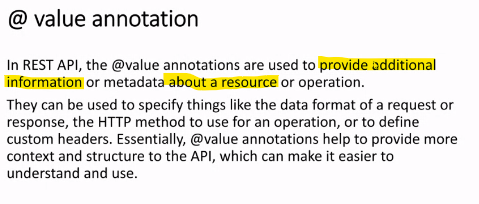 @ value annotation
In REST API, the @value annotations are used to provide additional
information or metadata about a resource or operation.
They can be used to specify things like the data format of a request or
response, the HTTP method to use for an operation, or to define
custom headers. Essentially, @value annotations help to provide more
context and structure to the API, which can make it easier to
understand and use.